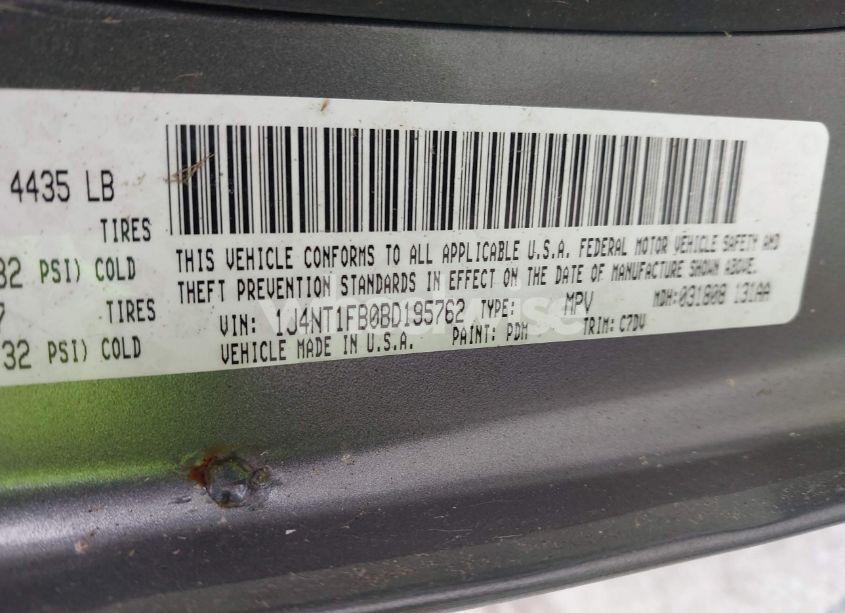 4435 LB
TIRES
32 PSI) COLD
7 TIRES
32 PSI) COLD
THIS VEHICLE CONFORMS TO ALL APPLICABLE U.S.A. FEDERAL MOTOR VEHICLE SAFETY AND
THEFT PREVENTION STANDARDS IN EFFECT ON THE DATE OF MANUFACTURE SHOWN ABOVE.
VIN: 1J4NT1FB0BD195762 TYPE: MPV MDH:031808 131AA
VEHICLE MADE IN U.S.A. PAINT: PDM TRIM: C7DV